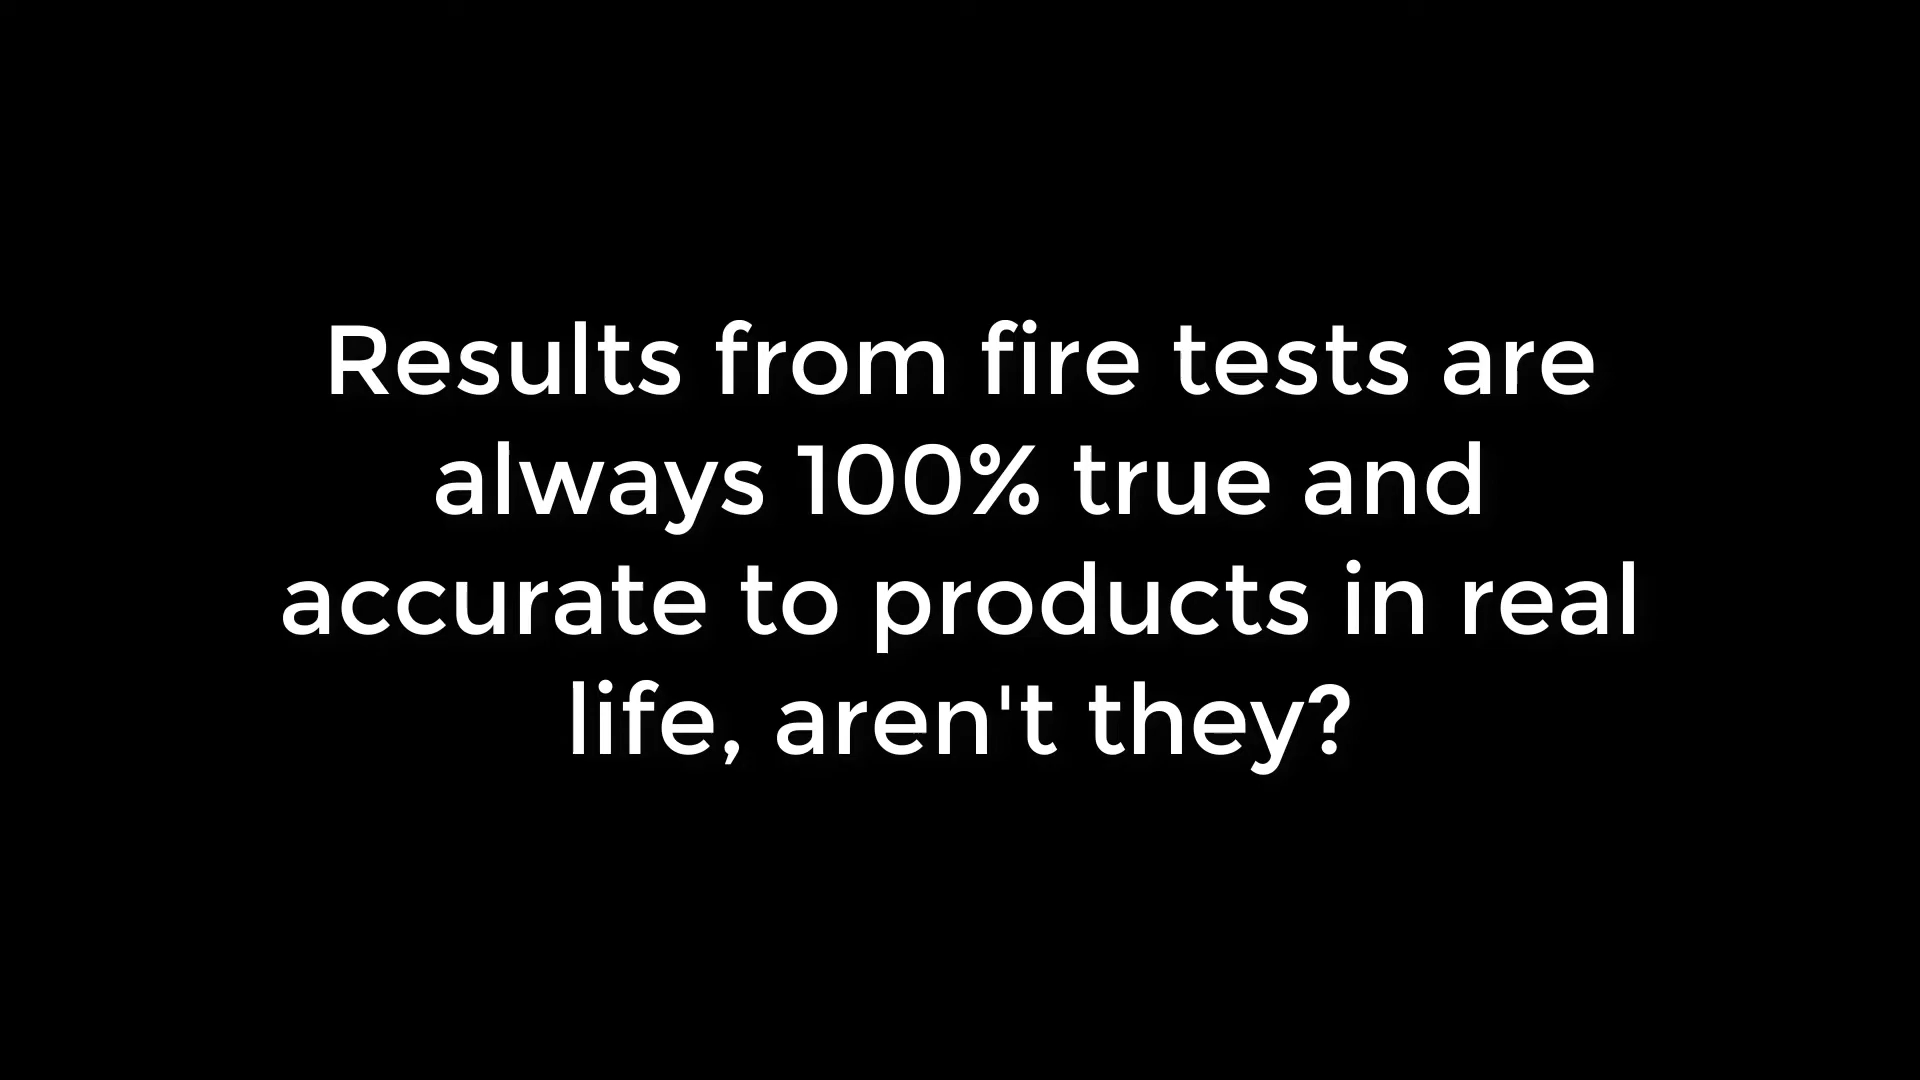 Results from fire tests are
always 100% true and
accurate to products in real
life, aren't they?